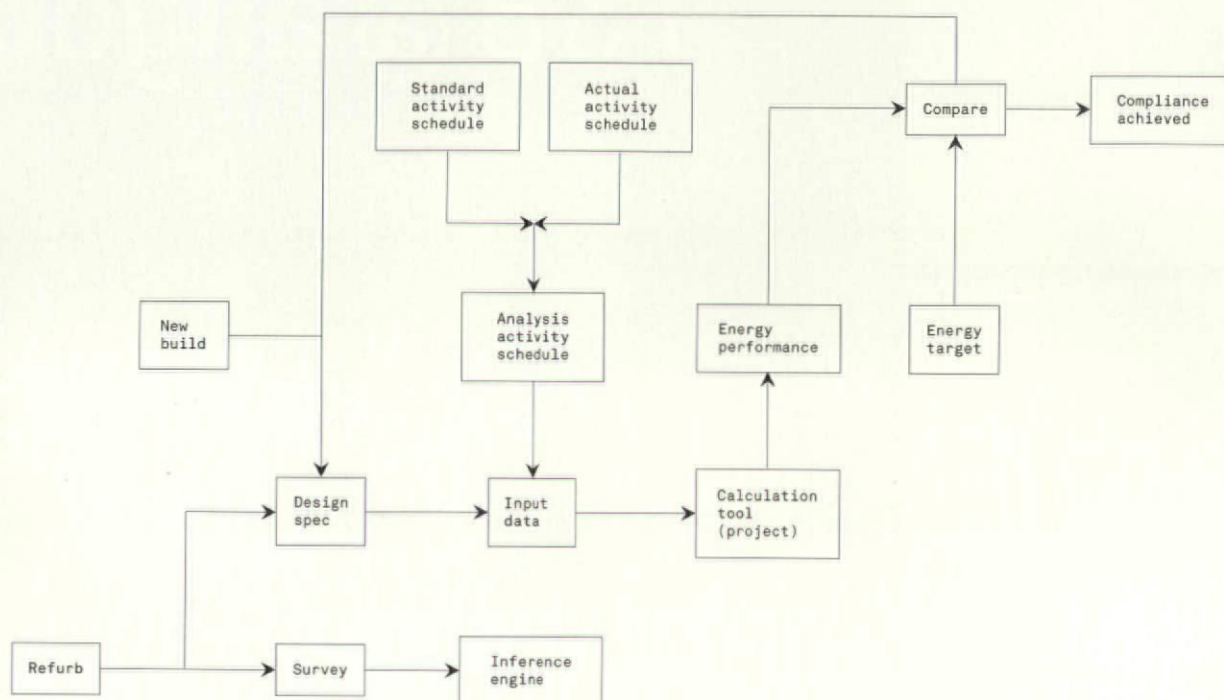 Standard
activity
schedule
Actual
activity
schedule
Compare
Compliance
achieved
New
build
Analysis
activity
schedule
Energy
performance
Energy
target
Design
spec
Input
data
Calculation
tool
(project)
Refurb
Survey
Inference
engine